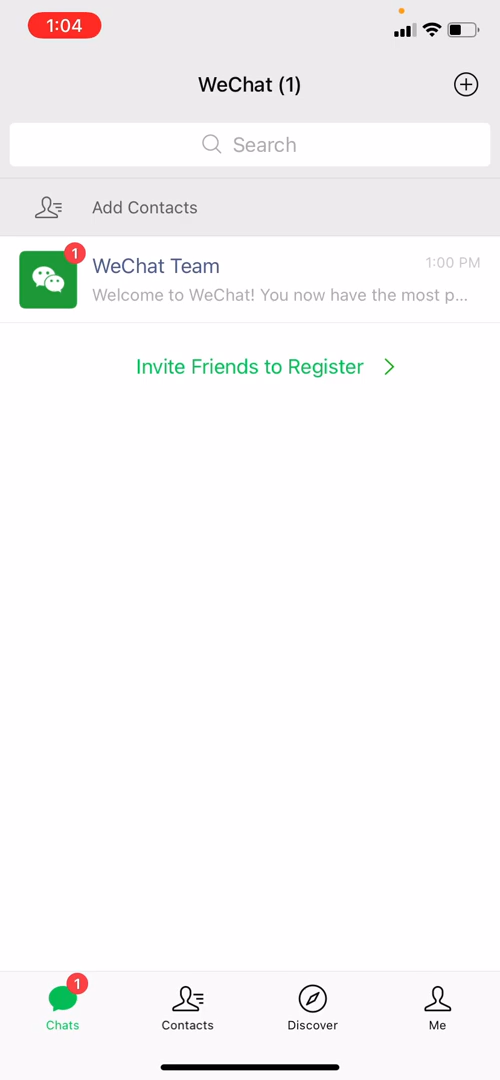 1:04
WeChat (1)
Search
Add Contacts
1
WeChat Team
1:00 PM
Welcome to WeChat! You now have the most p...
Invite Friends to Register
1
Chats
Contacts
Discover
Me